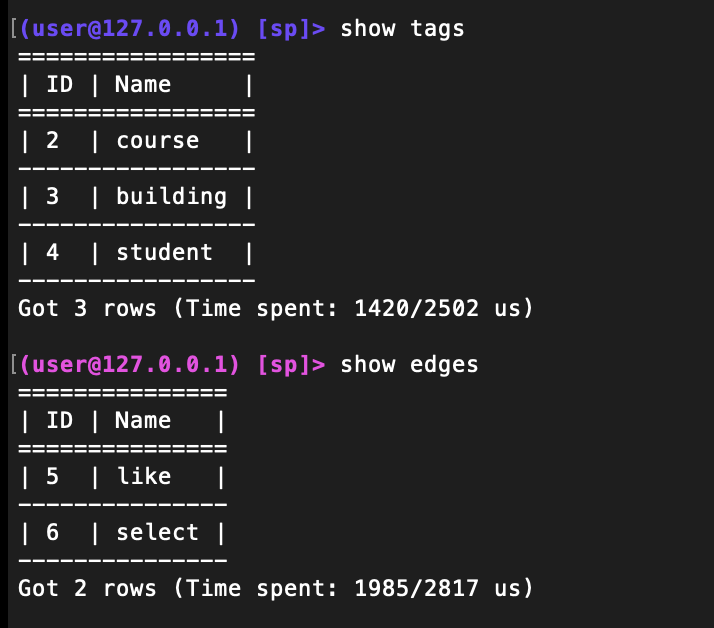 [(user@127.0.0.1) [sp]> show tags
=================
| ID | Name     |
=================
| 2  | course   |
-----------------
| 3  | building |
-----------------
| 4  | student  |
-----------------
Got 3 rows (Time spent: 1420/2502 us)
[(user@127.0.0.1) [sp]> show edges
===============
| ID | Name   |
===============
| 5  | like   |
---------------
| 6  | select |
---------------
Got 2 rows (Time spent: 1985/2817 us)